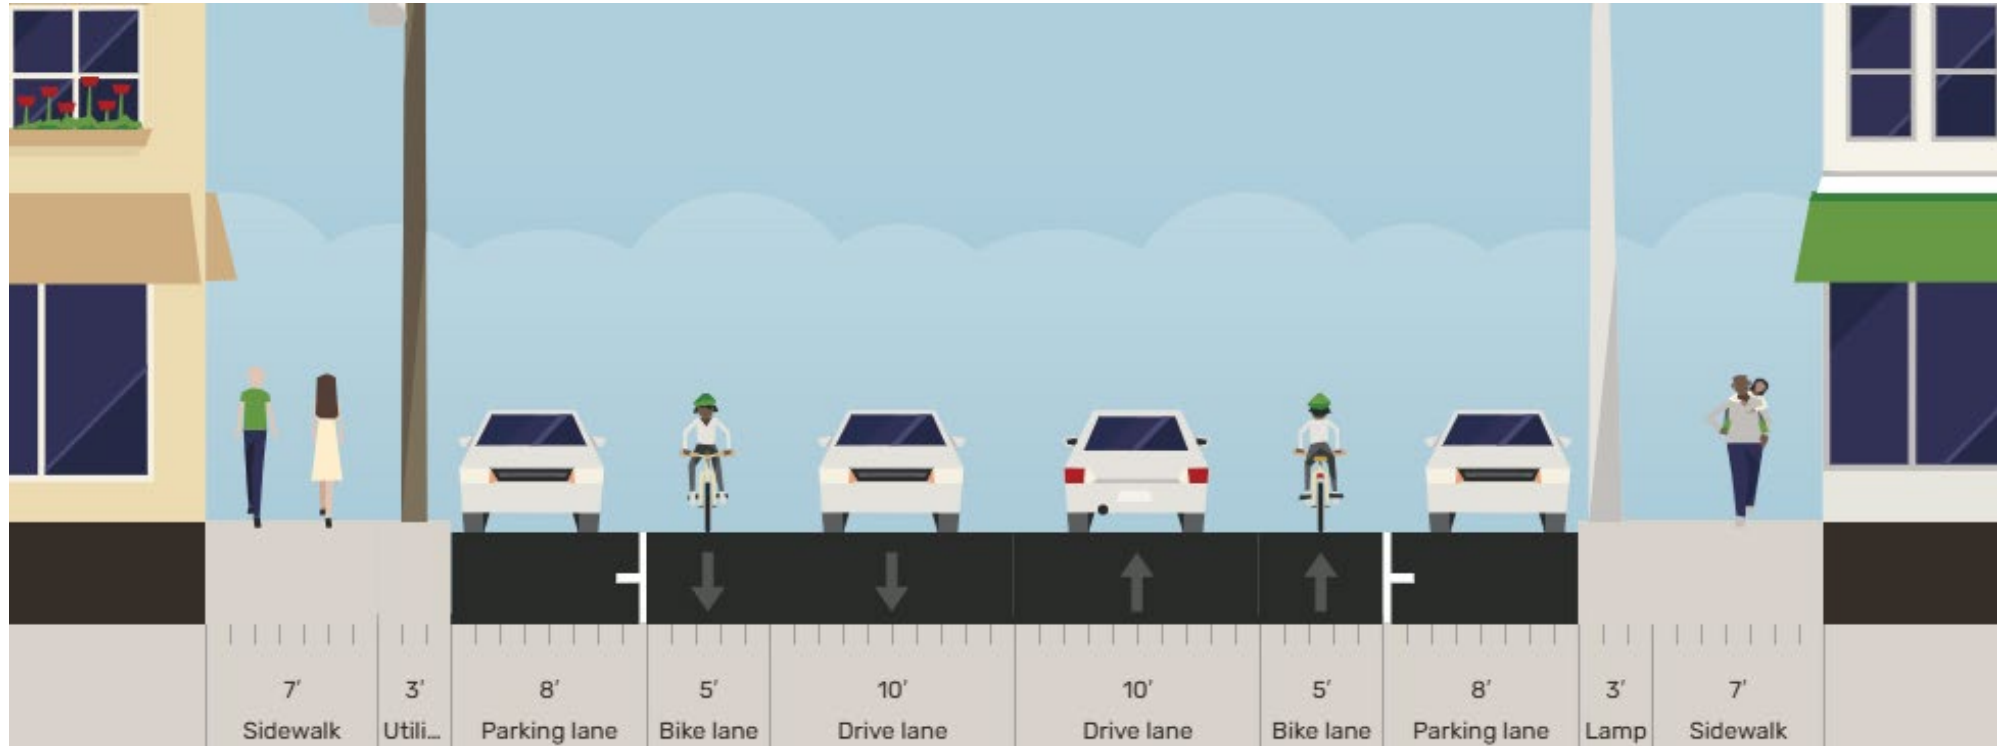 7' 3' 8' 5' 10' 10' 5' 8' 3' 7'
Sidewalk Utili... Parking lane Bike lane Drive lane Drive lane Bike lane Parking lane Lamp Sidewalk